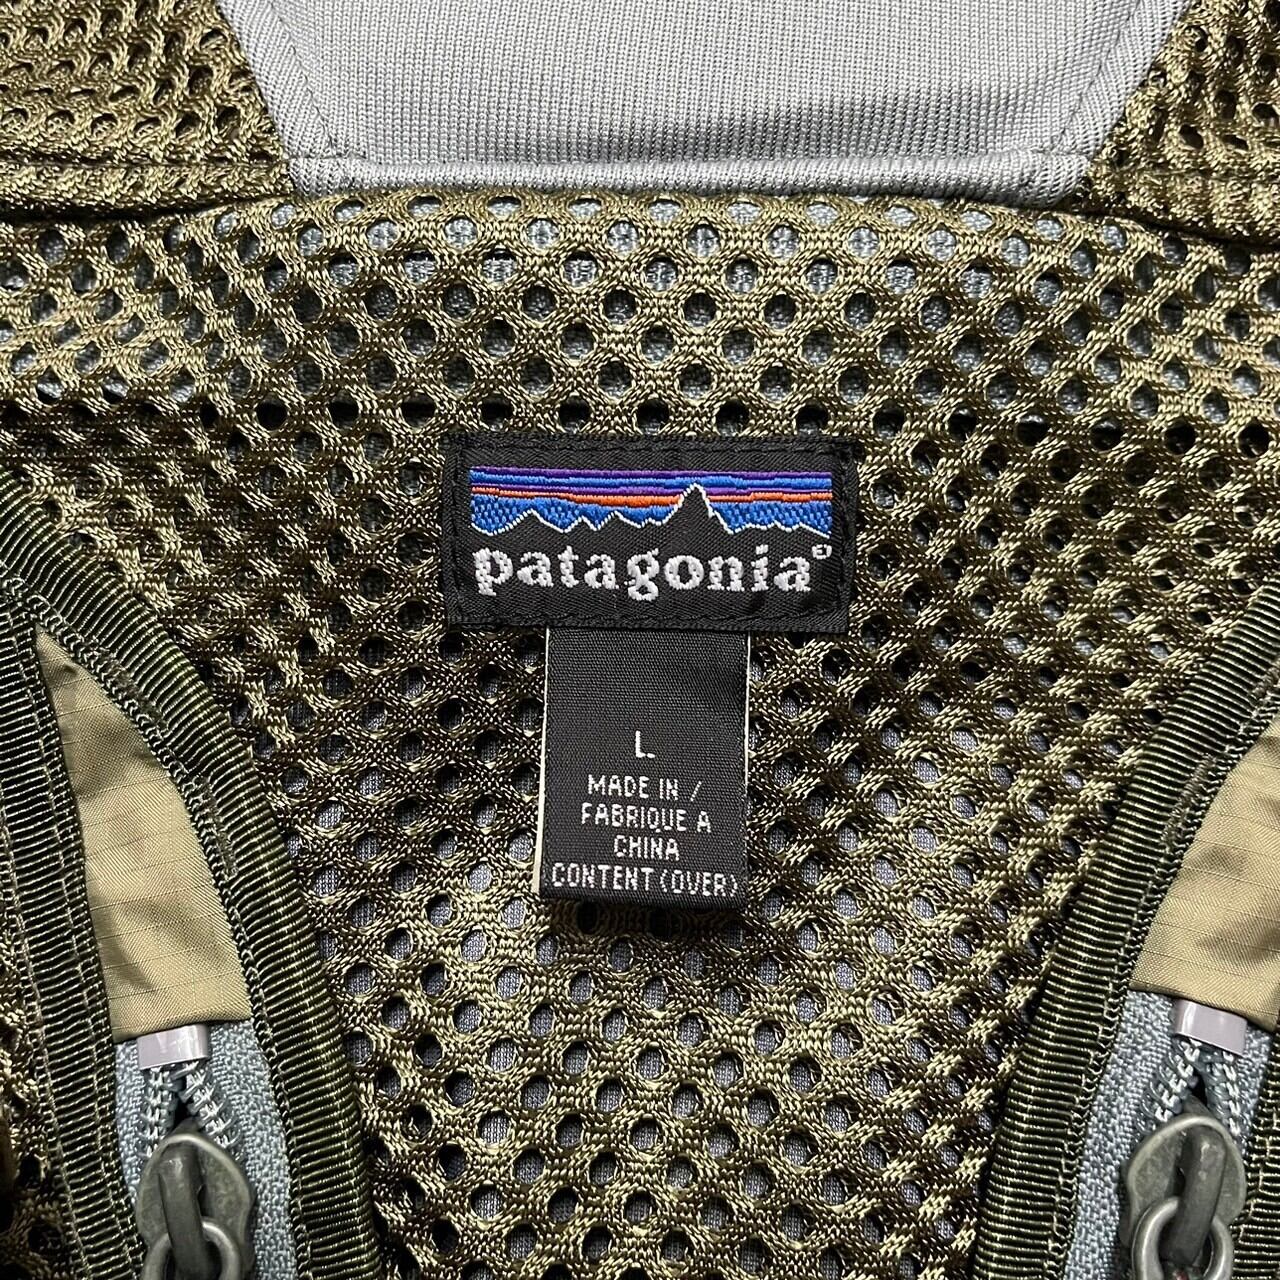 patagonia®
L
MADE IN /
FABRIQUE A
CHINA
CONTENT (OVER)